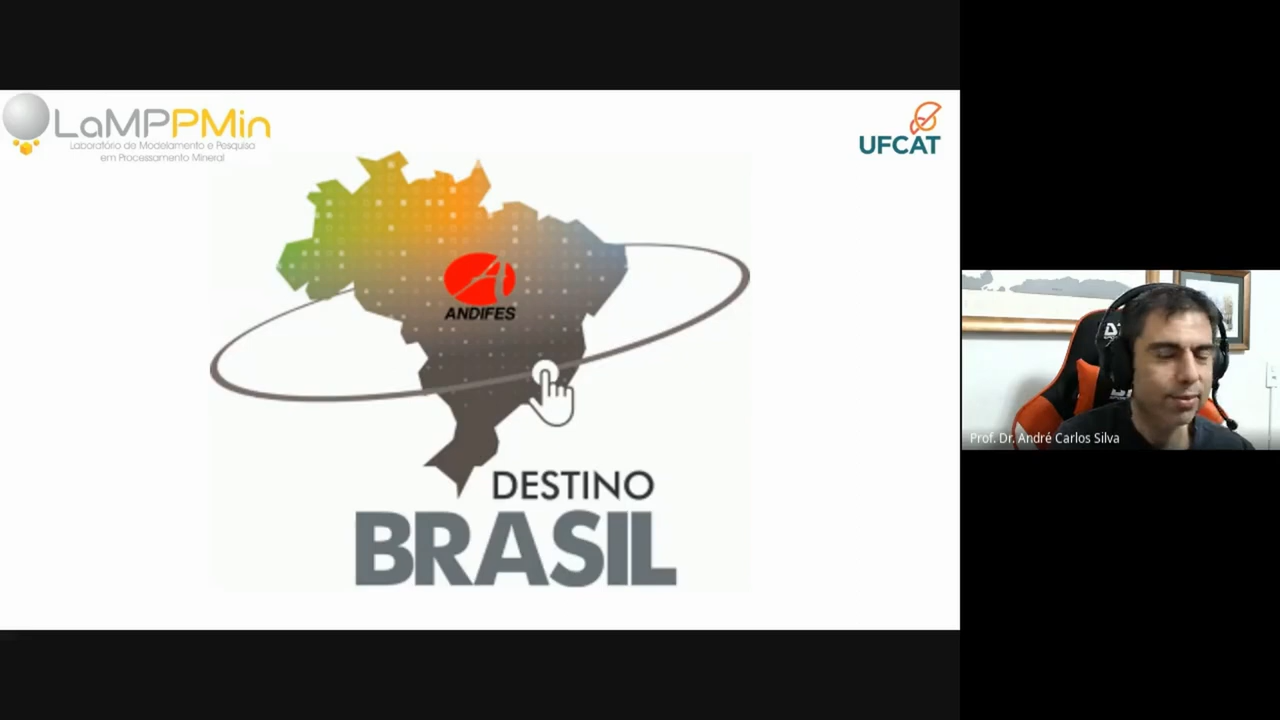 LaMPPMin
Laboratório de Modelamento e Pesquisa
em Processamento Mineral
UFCAT
ANDIFES
DESTINO
BRASIL
Prof. Dr. André Carlos Silva